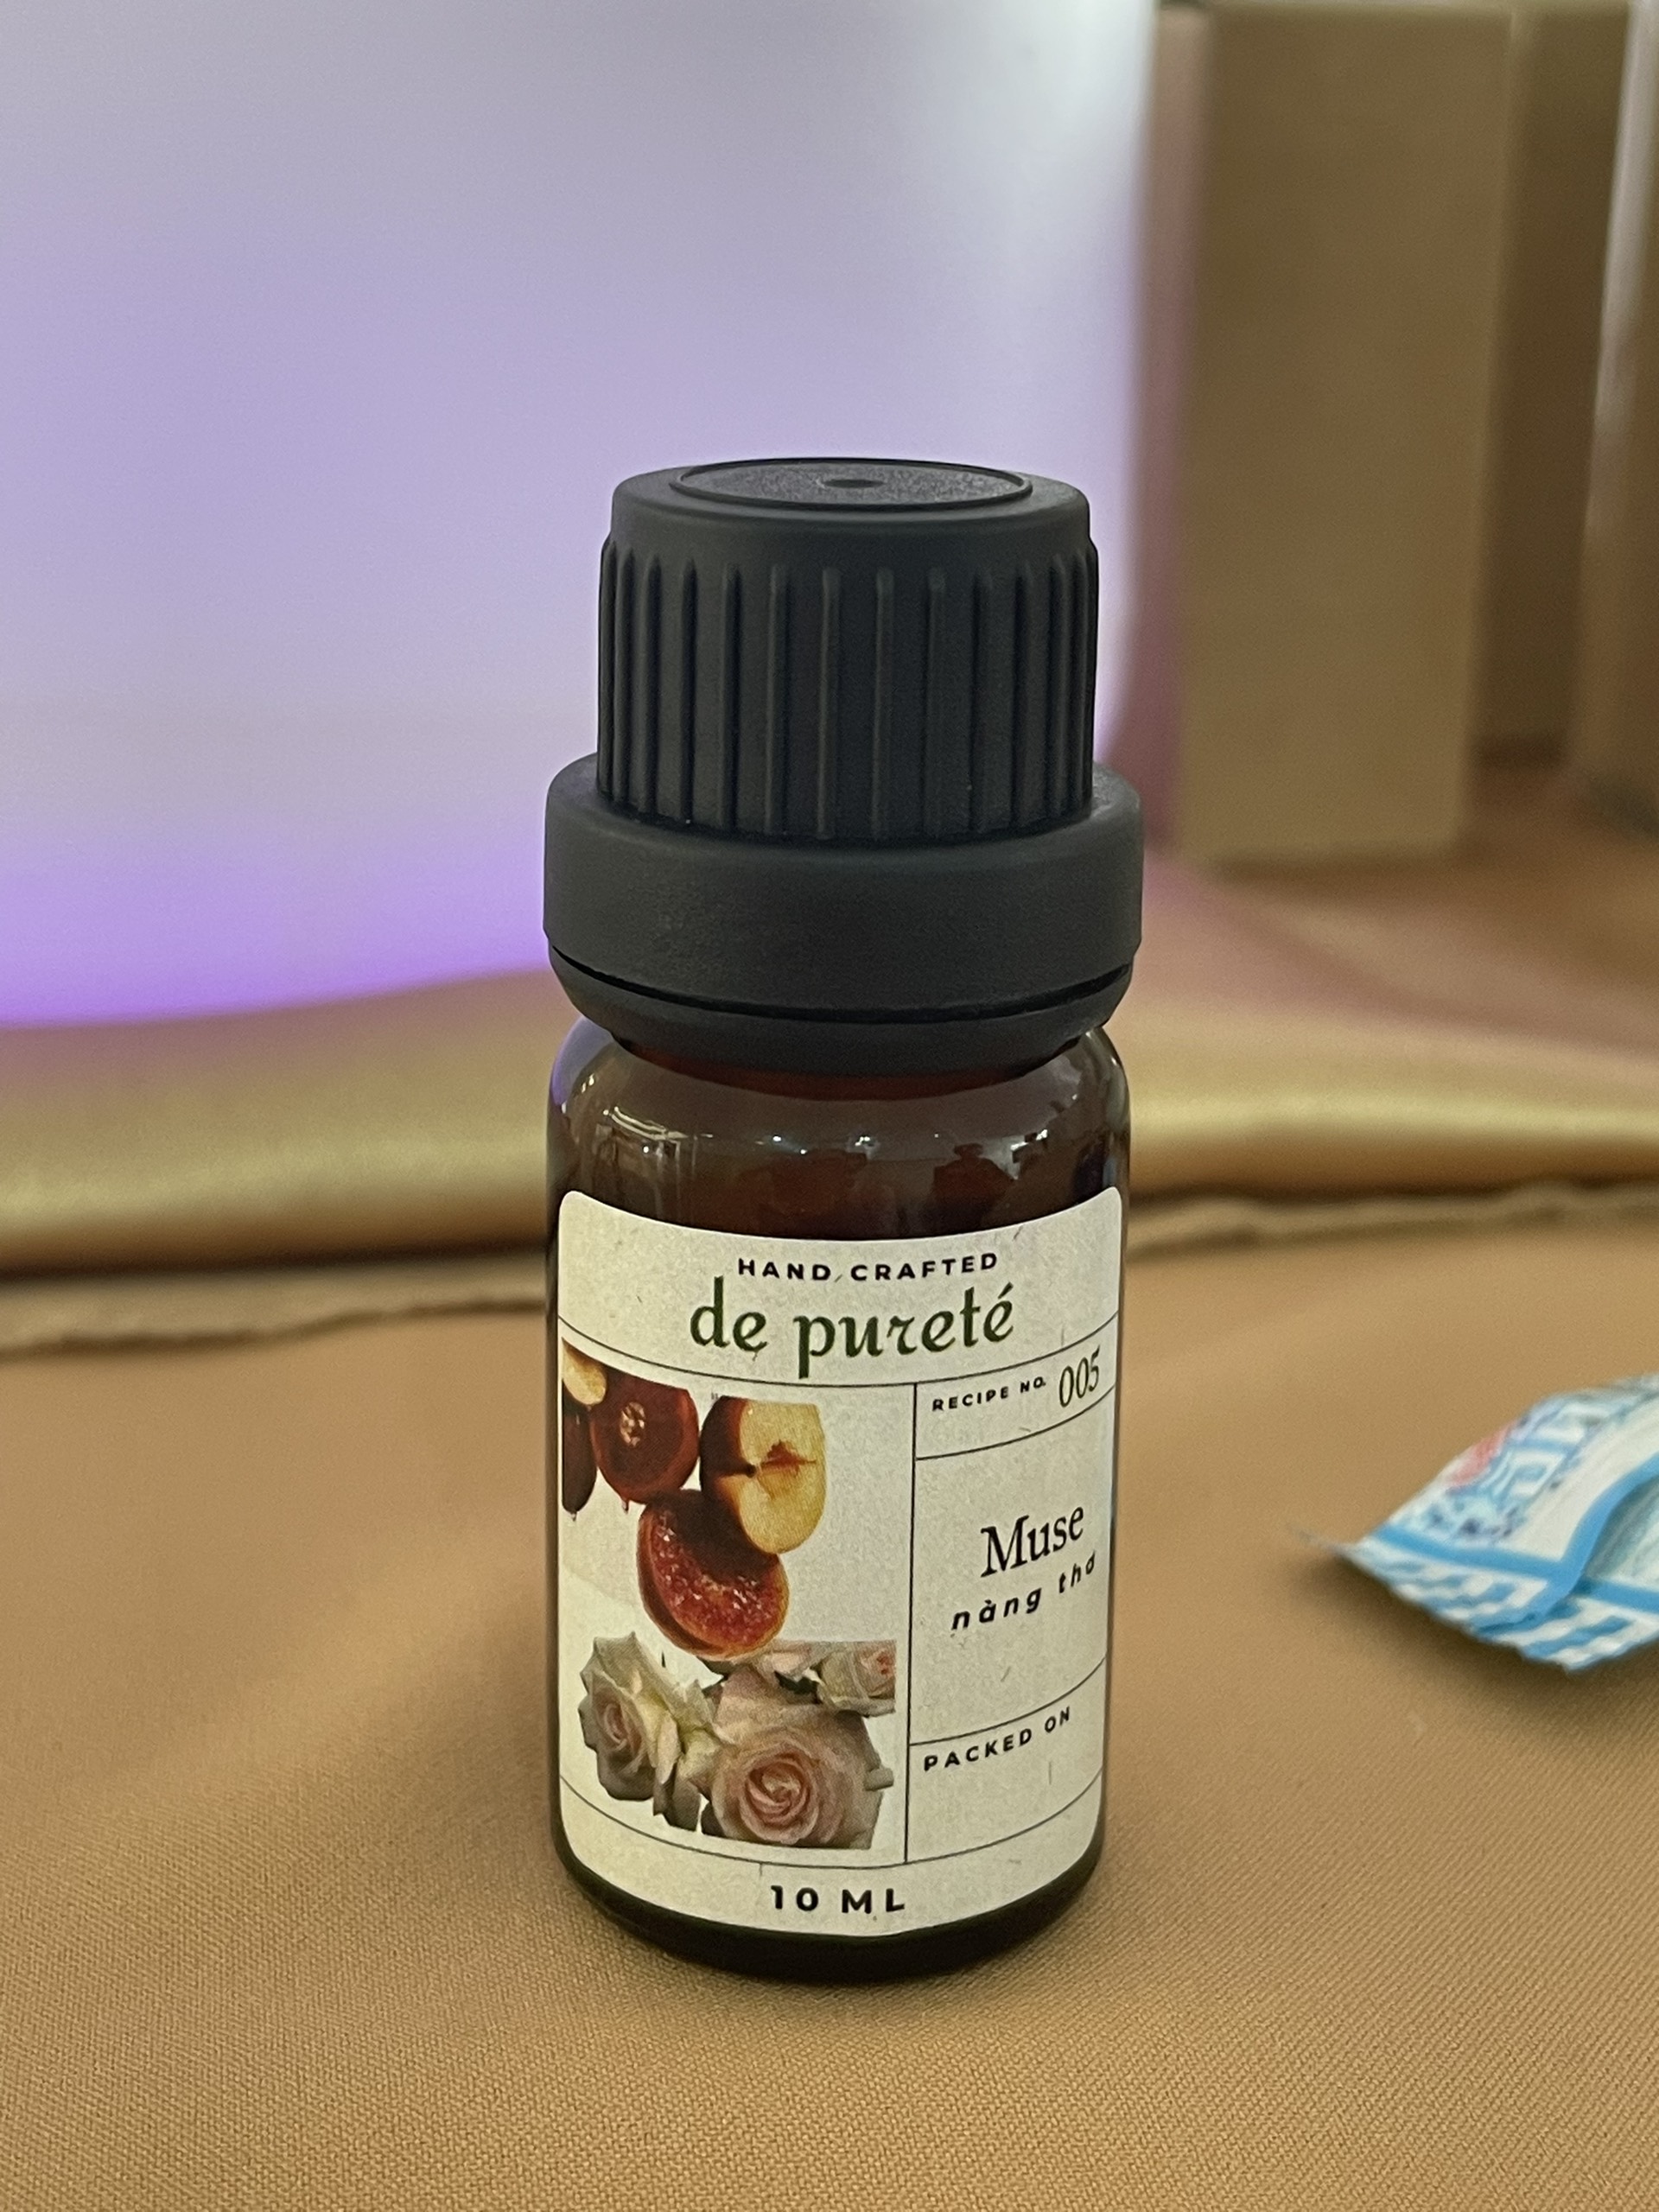 HAND CRAFTED
de pureté
RECIPE NO. 005
Muse
nàng thơ
PACKED ON
10 ML